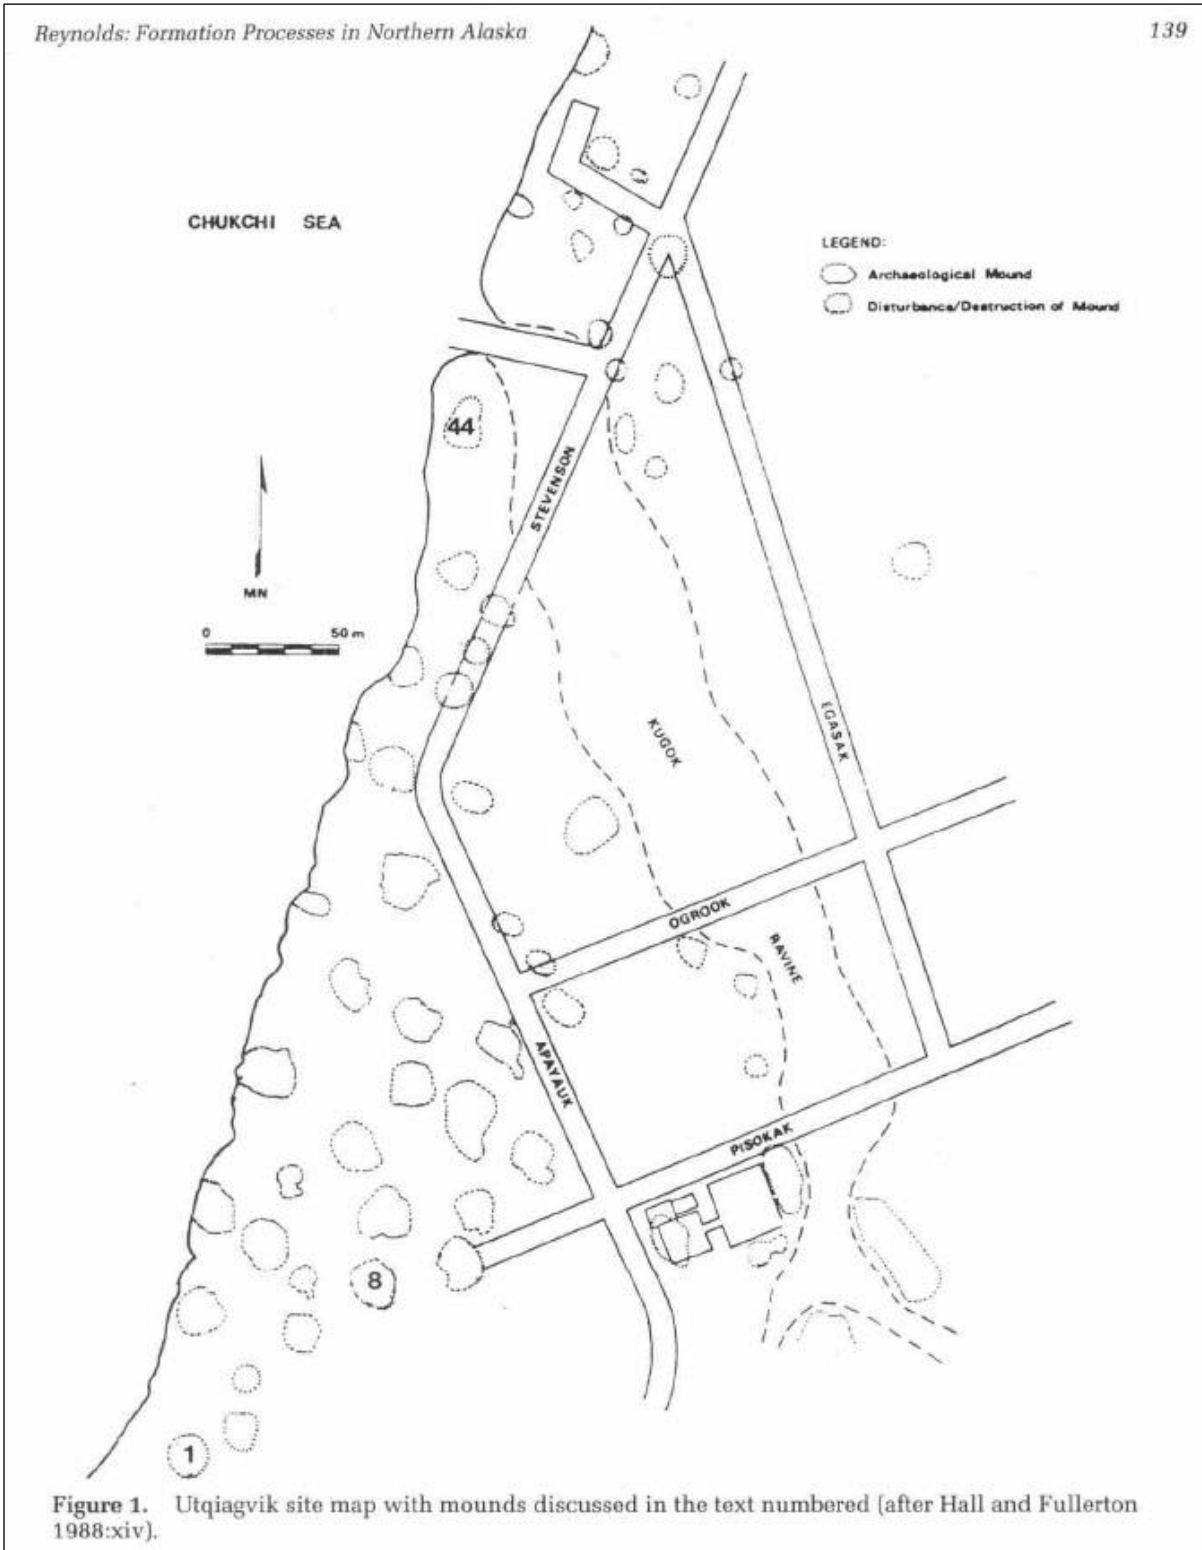 Reynolds: Formation Processes in Northern Alaska
139
CHUKCHI SEA
LEGEND:
Archaeological Mound
Disturbance/Destruction of Mound
44
STEVENSON
MN
0 50 m
KUGOK
EGASAK
OGROOK
RAVINE
APAYAUK
PISOKAK
8
1
Figure 1. Utqiagvik site map with mounds discussed in the text numbered (after Hall and Fullerton
1988:xiv).